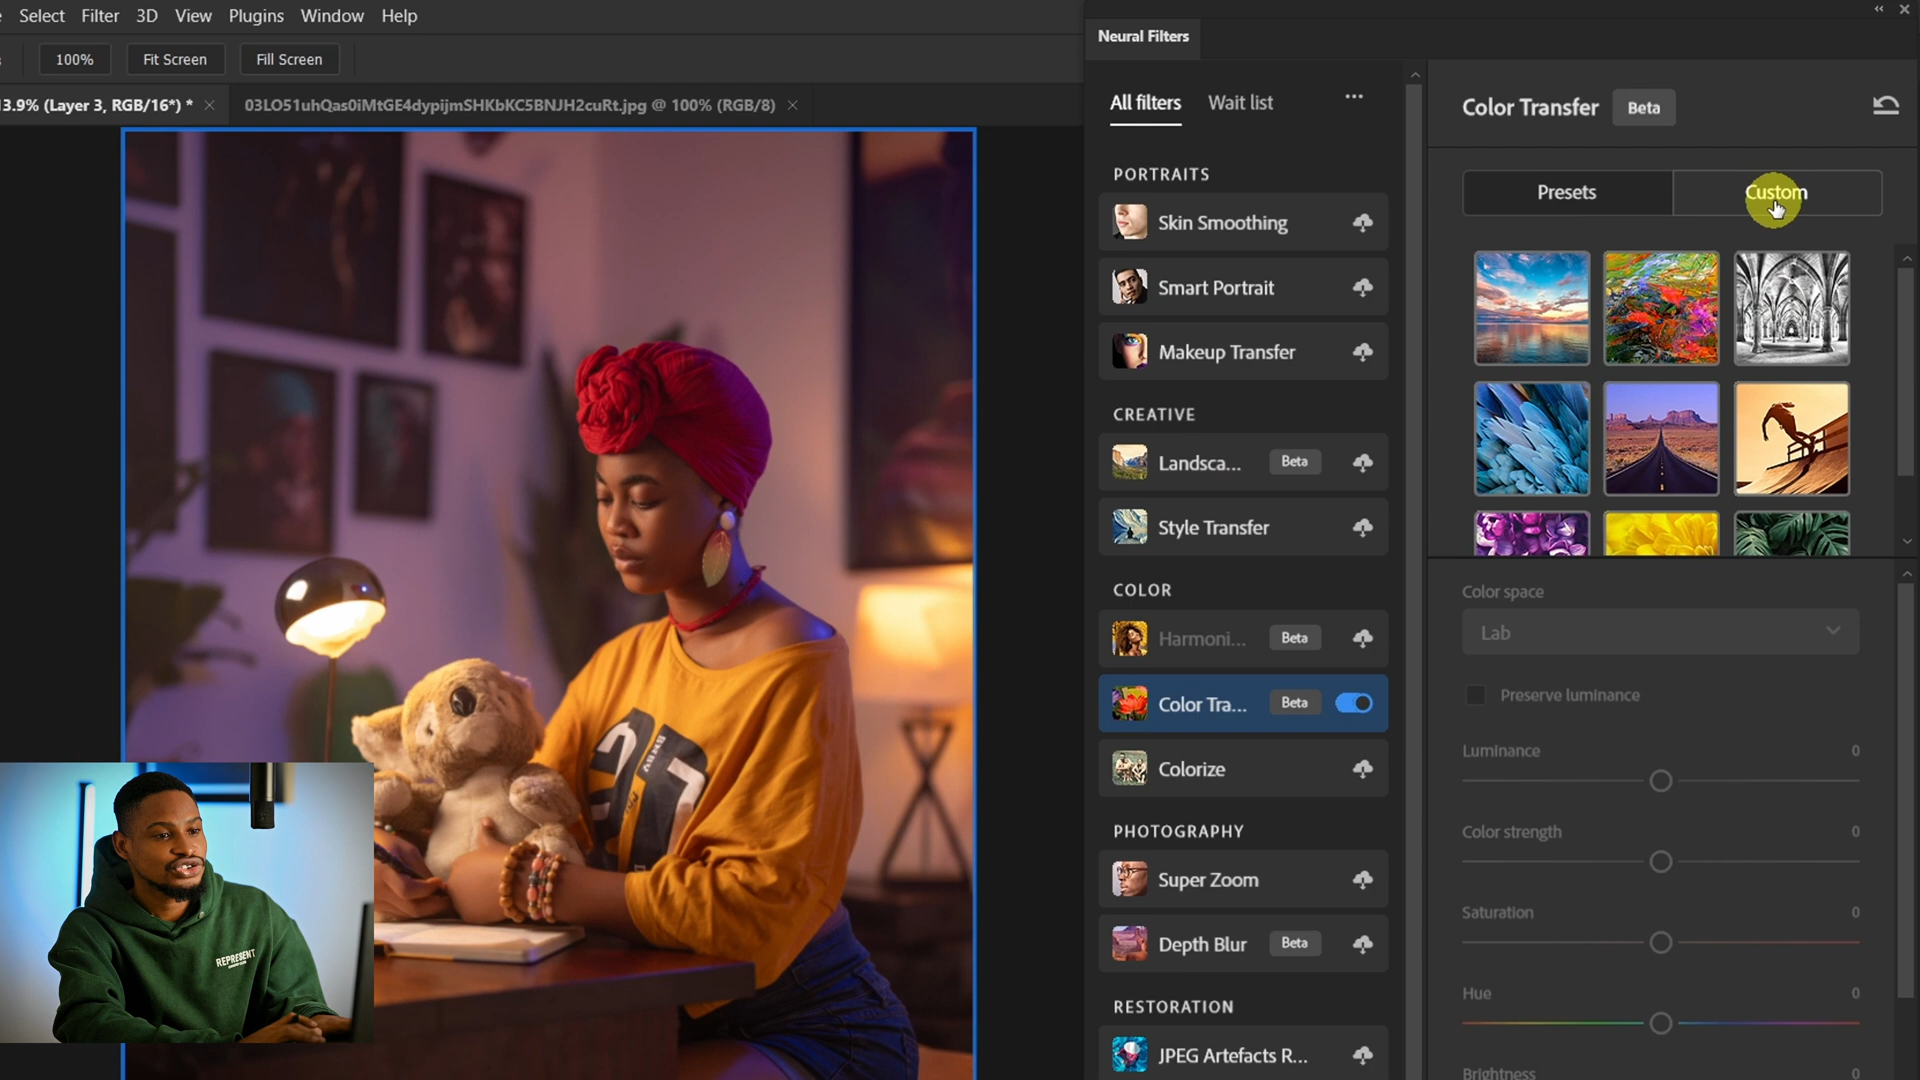 Select Filter 3D View Plugins Window Help
100% Fit Screen Fill Screen
3.9% (Layer 3, RGB/16*) *
03LO51uhQas0iMtGE4dypijmSHKbKC5BNJH2cuRt.jpg @ 100% (RGB/8)
Neural Filters
All filters Wait list
PORTRAITS
Skin Smoothing
Smart Portrait
Makeup Transfer
CREATIVE
Landsca... Beta
Style Transfer
COLOR
Harmoni... Beta
Color Tra... Beta
Colorize
PHOTOGRAPHY
Super Zoom
Depth Blur Beta
RESTORATION
JPEG Artefacts R...
Color Transfer Beta
Presets Custom
Color space
Lab
Preserve luminance
Luminance 0
Color strength 0
Saturation 0
Hue 0
Brightness 0
REPRESENT